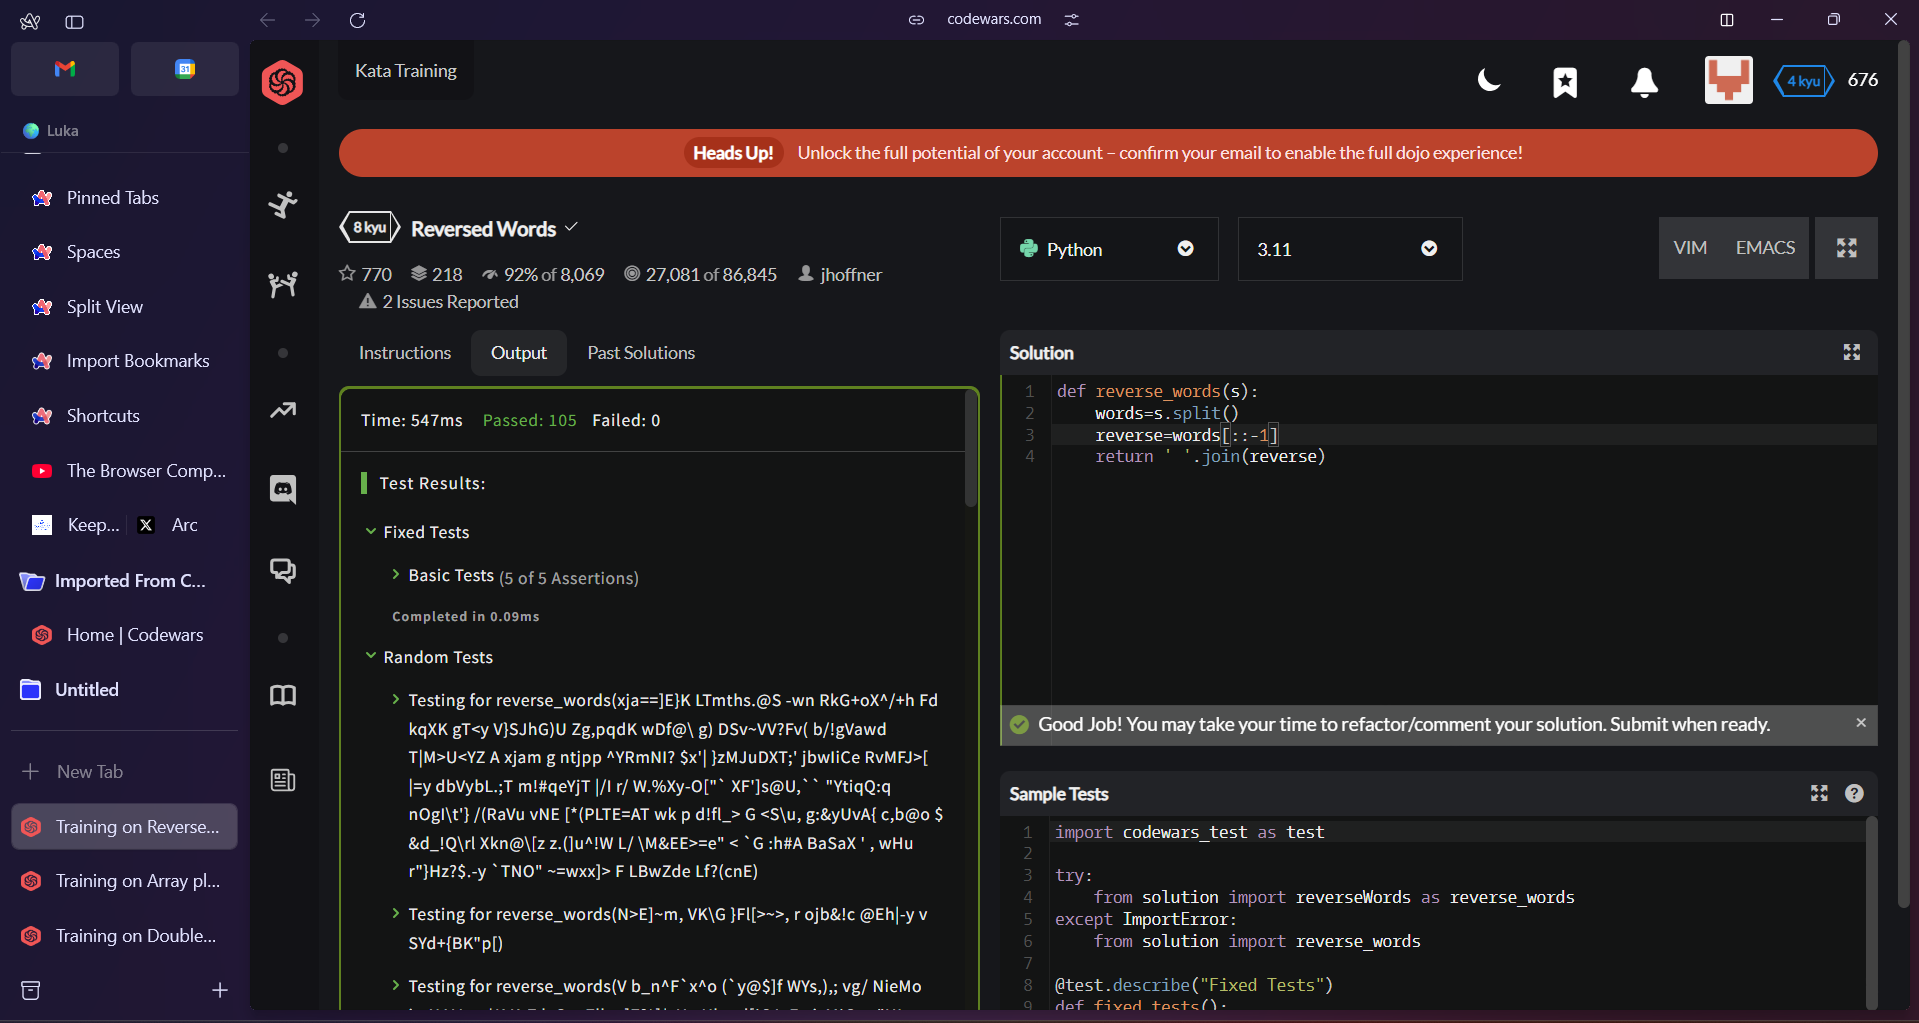 codewars.com
31
Luka
Pinned Tabs
Spaces
Split View
Import Bookmarks
Shortcuts
The Browser Comp...
Keep... X Arc
Imported From C...
Home | Codewars
Untitled
New Tab
Training on Reverse...
Training on Array pl...
Training on Double...
Kata Training
4 kyu 676
Heads Up! Unlock the full potential of your account – confirm your email to enable the full dojo experience!
8 kyu Reversed Words
770 218 92% of 8,069 27,081 of 86,845 jhoffner
2 Issues Reported
Python
3.11
VIM EMACS
Instructions Output Past Solutions
Time: 547ms Passed: 105 Failed: 0
Test Results:
Fixed Tests
Basic Tests (5 of 5 Assertions)
Completed in 0.09ms
Random Tests
Testing for reverse_words(xja==]E}K LTmths.@S -wn RkG+oX^/+h Fd
kqXK gT<y V}SJhG)U Zg,pqdK wDf@\ g) DSv~VV?Fv( b/!gVawd
T|M>U<YZ A xjam g ntjpp ^YRmNI? $x'| }zMJuDXT;' jbwliCe RvMFJ>[
|=y dbVybL.;T m!#qeYjT |/I r/ W.%Xy-O["` XF']s@U,`` "YtiqQ:q
nOgl\t'} /(RaVu vNE [*(PLTE=AT wk p d!fl_> G <S\u, g:&yUvA{ c,b@o $
&d_!Q\rl Xkn@\[z z.(]u^!W L/ \M&EE>=e" < `G :h#A BaSaX ' , wHu
r"}Hz?$.-y `TNO" ~=wxx]> F LBwZde Lf?(cnE)
Testing for reverse_words(N>E]~m, VK\G }Fl[>~>, r ojb&!c @Eh|-y v
SYd+{BK"p[)
Testing for reverse_words(V b_n^F`x^o (`y@$]f WYs,),; vg/ NieMo
Solution
1 def reverse_words(s):
2 words=s.split()
3 reverse=words[::-1]
4 return ' '.join(reverse)
Good Job! You may take your time to refactor/comment your solution. Submit when ready.
Sample Tests
1 import codewars_test as test
2
3 try:
4 from solution import reverseWords as reverse_words
5 except ImportError:
6 from solution import reverse_words
7
8 @test.describe("Fixed Tests")
9 def fixed_tests():